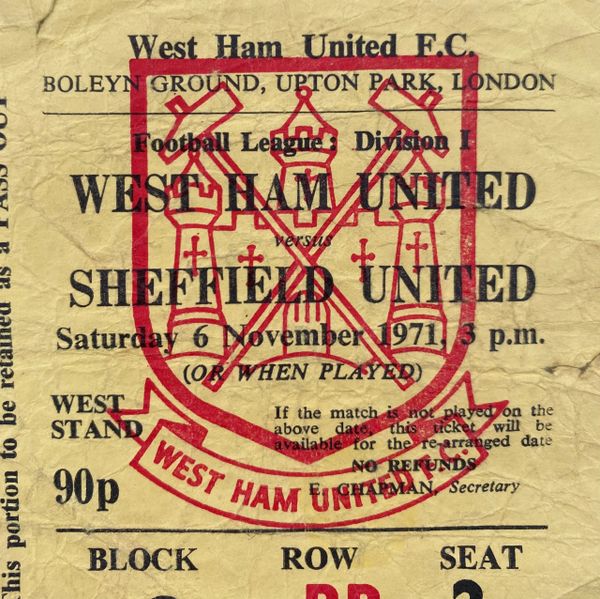 West Ham United F.C.
BOLEYN GROUND, UPTON PARK, LONDON
Football League: Division I
WEST HAM UNITED
versus
SHEFFIELD UNITED
Saturday 6 November 1971, 3 p.m.
(OR WHEN PLAYED)
WEST
STAND
90p
If the match is not played on the
above date, this ticket will be
available for the re-arranged date
NO REFUNDS
E. CHAPMAN, Secretary
WEST HAM UNITED F.C.
BLOCK ROW SEAT
This portion to be retained as a PASS OUT